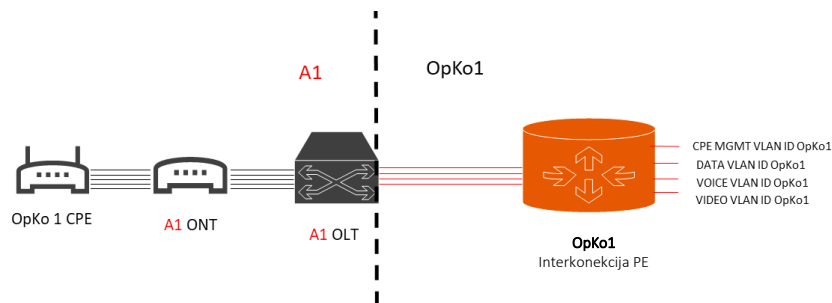 A1
OpKo1
CPE MGMT VLAN ID OpKo1
DATA VLAN ID OpKo1
VOICE VLAN ID OpKo1
VIDEO VLAN ID OpKo1
OpKo 1 CPE
A1 ONT
A1 OLT
OpKo1
Interkonekcija PE